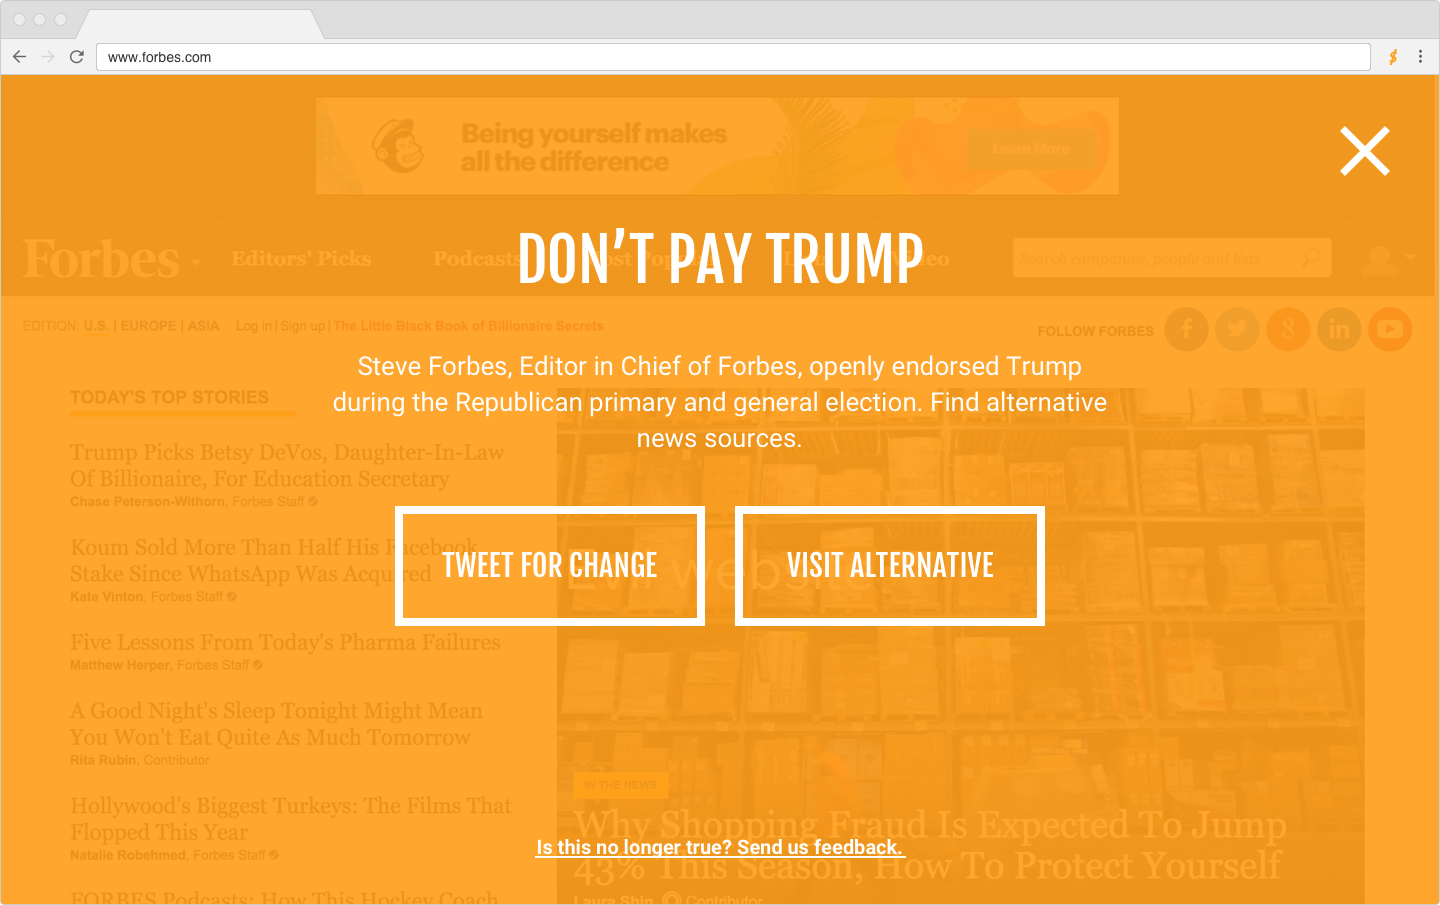 www.forbes.com
Being yourself makes
all the difference
Learn More
DON'T PAY TRUMP
Forbes
Editors' Picks
Podcasts
Video
Search companies, people and lists
EDITION: U.S. | EUROPE | ASIA Log in | Sign up | The Little Black Book of Billionaire Secrets
FOLLOW FORBES
Steve Forbes, Editor in Chief of Forbes, openly endorsed Trump
during the Republican primary and general election. Find alternative
news sources.
TODAY'S TOP STORIES
Trump Picks Betsy DeVos, Daughter-In-Law
Of Billionaire, For Education Secretary
Chase Peterson-Withorn, Forbes Staff
Koum Sold More Than Half His Facebook
Stake Since WhatsApp Was Acquired
Kate Vinton, Forbes Staff
TWEET FOR CHANGE
VISIT ALTERNATIVE
Five Lessons From Today's Pharma Failures
Matthew Herper, Forbes Staff
A Good Night's Sleep Tonight Might Mean
You Won't Eat Quite As Much Tomorrow
Rita Rubin, Contributor
Hollywood's Biggest Turkeys: The Films That
Flopped This Year
Natalie Robehmed, Forbes Staff
FORBES Podcasts: How This Hockey Coach
IN THE NEWS
Why Shopping Fraud Is Expected To Jump
43% This Season, How To Protect Yourself
Laura Shin, Contributor
Is this no longer true? Send us feedback.